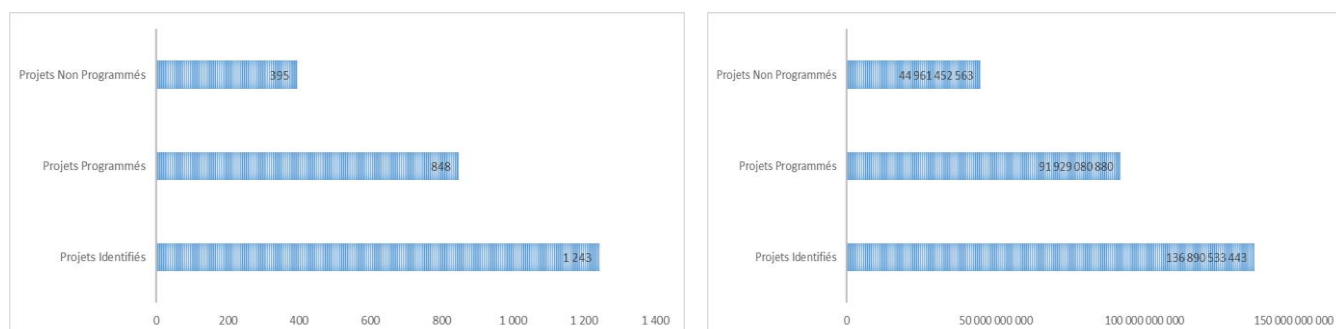 Projets Non Programmés
395
Projets Programmés
848
Projets Identifiés
1 243
0 200 400 600 800 1 000 1 200 1 400
Projets Non Programmés
44 961 452 563
Projets Programmés
91 929 080 880
Projets Identifiés
136 890 533 443
0 50 000 000 000 100 000 000 000 150 000 000 000